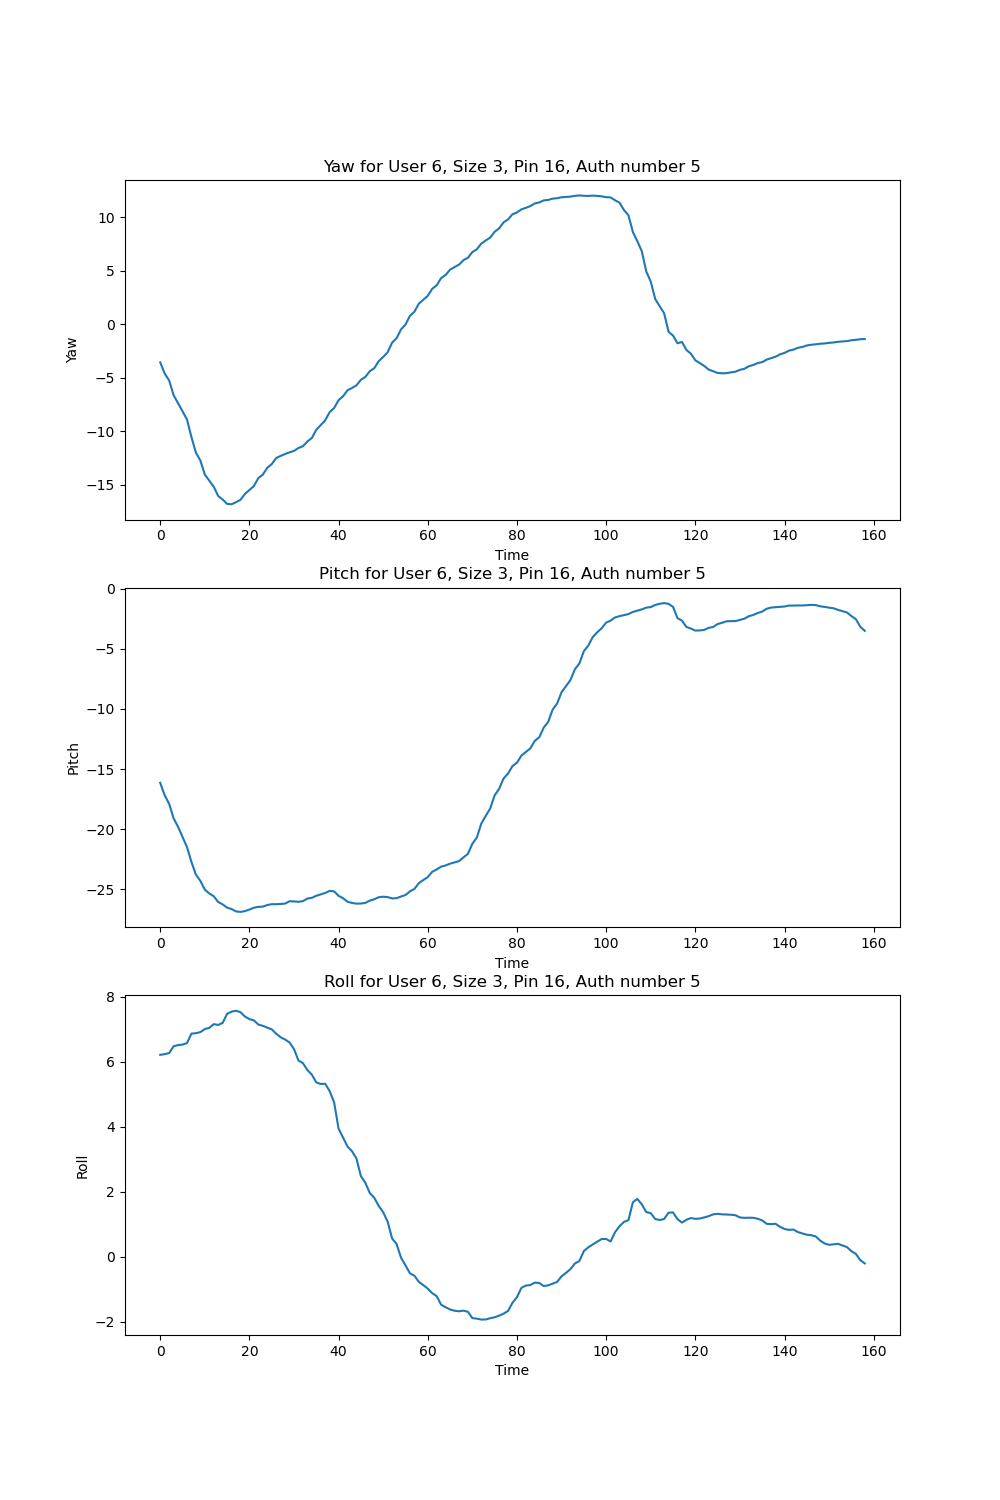 Yaw for User 6, Size 3, Pin 16, Auth number 5
10
5
0
−5
−10
−15
Yaw
0 20 40 60 80 100 120 140 160
Time
Pitch for User 6, Size 3, Pin 16, Auth number 5
0
−5
−10
−15
−20
−25
Pitch
0 20 40 60 80 100 120 140 160
Time
Roll for User 6, Size 3, Pin 16, Auth number 5
8
6
4
2
0
−2
Roll
0 20 40 60 80 100 120 140 160
Time